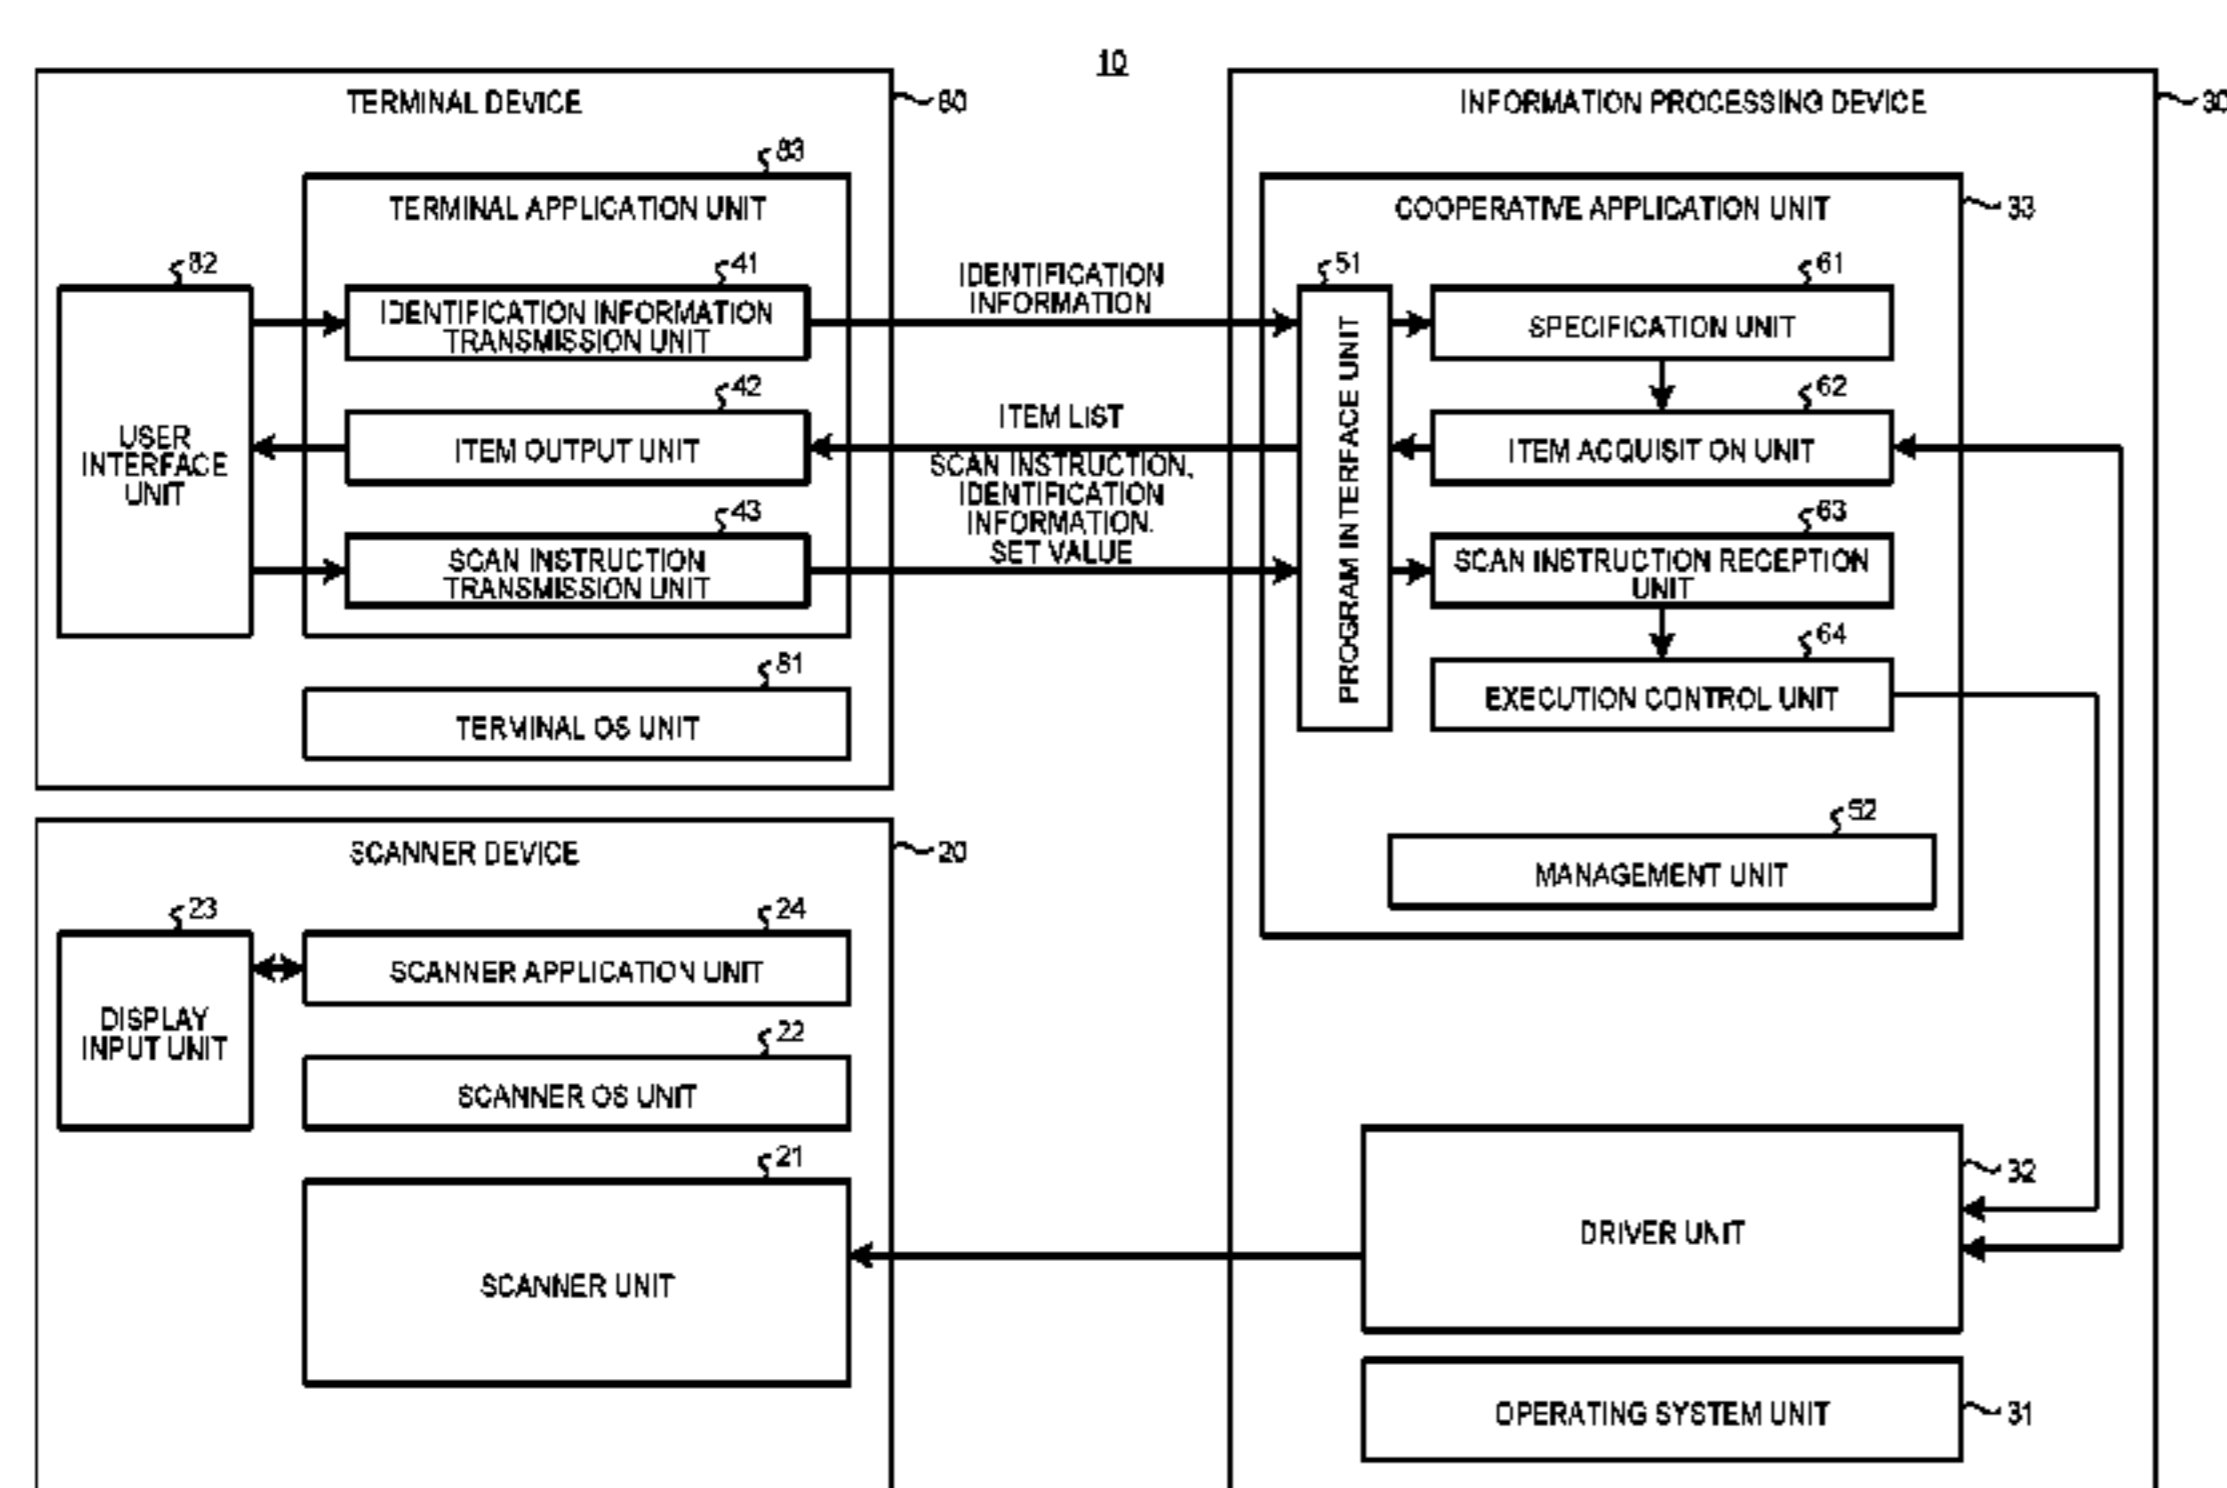 10
TERMINAL DEVICE
80
83
TERMINAL APPLICATION UNIT
82
USER
INTERFACE
UNIT
41
IDENTIFICATION INFORMATION
TRANSMISSION UNIT
42
ITEM OUTPUT UNIT
43
SCAN INSTRUCTION
TRANSMISSION UNIT
81
TERMINAL OS UNIT
IDENTIFICATION
INFORMATION
ITEM LIST
SCAN INSTRUCTION,
IDENTIFICATION
INFORMATION,
SET VALUE
INFORMATION PROCESSING DEVICE
30
COOPERATIVE APPLICATION UNIT
33
51
PROGRAM INTERFACE UNIT
61
SPECIFICATION UNIT
62
ITEM ACQUISITION UNIT
63
SCAN INSTRUCTION RECEPTION
UNIT
64
EXECUTION CONTROL UNIT
52
MANAGEMENT UNIT
SCANNER DEVICE
20
23
DISPLAY
INPUT UNIT
24
SCANNER APPLICATION UNIT
22
SCANNER OS UNIT
21
SCANNER UNIT
32
DRIVER UNIT
OPERATING SYSTEM UNIT
31